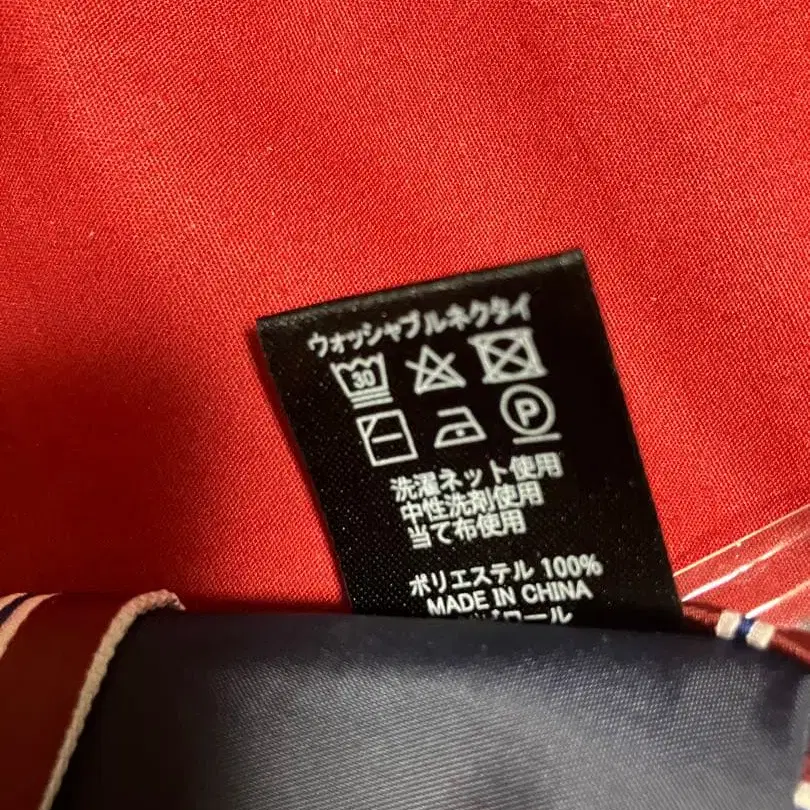 ウォッシャブルネクタイ
30
P
洗濯ネット使用
中性洗剤使用
当て布使用
ポリエステル 100%
MADE IN CHINA